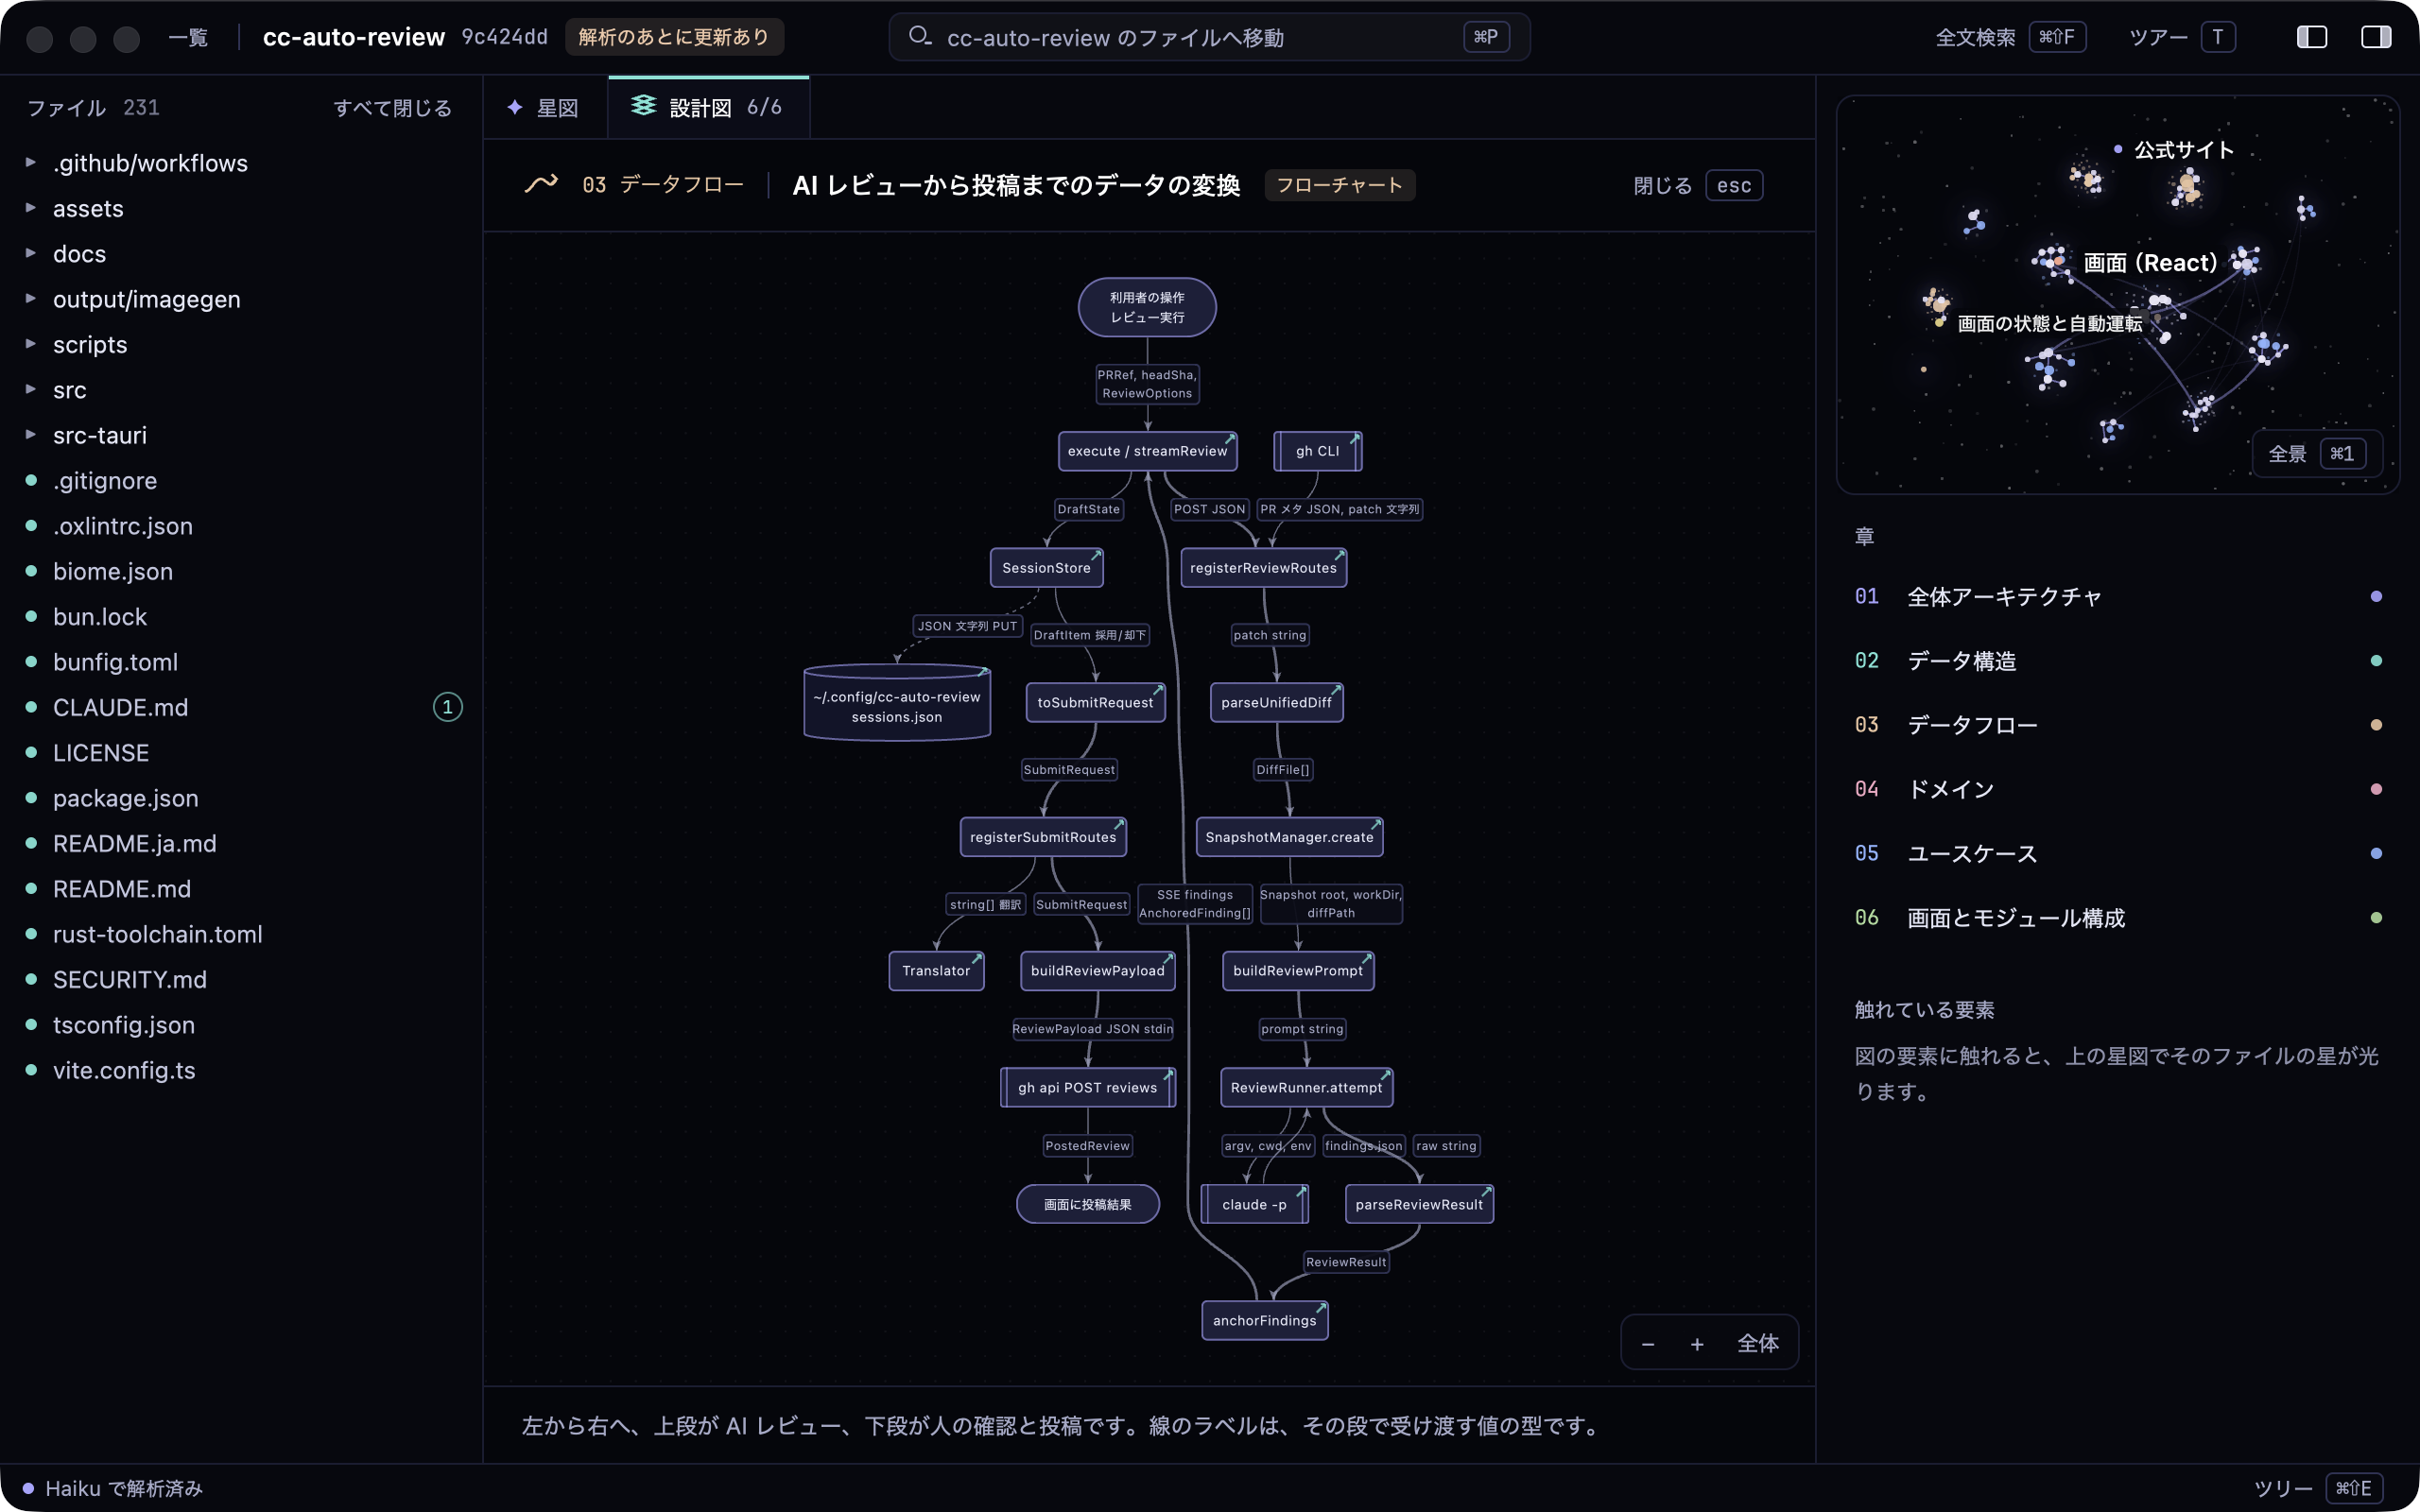 一覧
cc-auto-review 9c424dd 解析のあとに更新あり
cc-auto-review のファイルへ移動 ⌘P
全文検索 ⌘⇧F
ツアー T
ファイル 231 すべて閉じる
.github/workflows
assets
docs
output/imagegen
scripts
src
src-tauri
.gitignore
.oxlintrc.json
biome.json
bun.lock
bunfig.toml
CLAUDE.md 1
LICENSE
package.json
README.ja.md
README.md
rust-toolchain.toml
SECURITY.md
tsconfig.json
vite.config.ts
星図
設計図 6/6
03 データフロー
AI レビューから投稿までのデータの変換 フローチャート
閉じる esc
利用者の操作
レビュー実行
PRRef, headSha,
ReviewOptions
execute / streamReview
gh CLI
DraftState
POST JSON
PR メタ JSON, patch 文字列
SessionStore
registerReviewRoutes
JSON 文字列 PUT
DraftItem 採用/却下
patch string
~/.config/cc-auto-review
sessions.json
toSubmitRequest
parseUnifiedDiff
SubmitRequest
DiffFile[]
registerSubmitRoutes
SnapshotManager.create
string[] 翻訳
SubmitRequest
SSE findings
AnchoredFinding[]
Snapshot root, workDir,
diffPath
Translator
buildReviewPayload
buildReviewPrompt
ReviewPayload JSON stdin
prompt string
gh api POST reviews
ReviewRunner.attempt
PostedReview
argv, cwd, env
findings.json
raw string
画面に投稿結果
claude -p
parseReviewResult
ReviewResult
anchorFindings
− + 全体
左から右へ、上段が AI レビュー、下段が人の確認と投稿です。線のラベルは、その段で受け渡す値の型です。
公式サイト
画面（React）
画面の状態と自動運転
全景 ⌘1
章
01 全体アーキテクチャ
02 データ構造
03 データフロー
04 ドメイン
05 ユースケース
06 画面とモジュール構成
触れている要素
図の要素に触れると、上の星図でそのファイルの星が光
ります。
Haiku で解析済み
ツリー ⌘⇧E